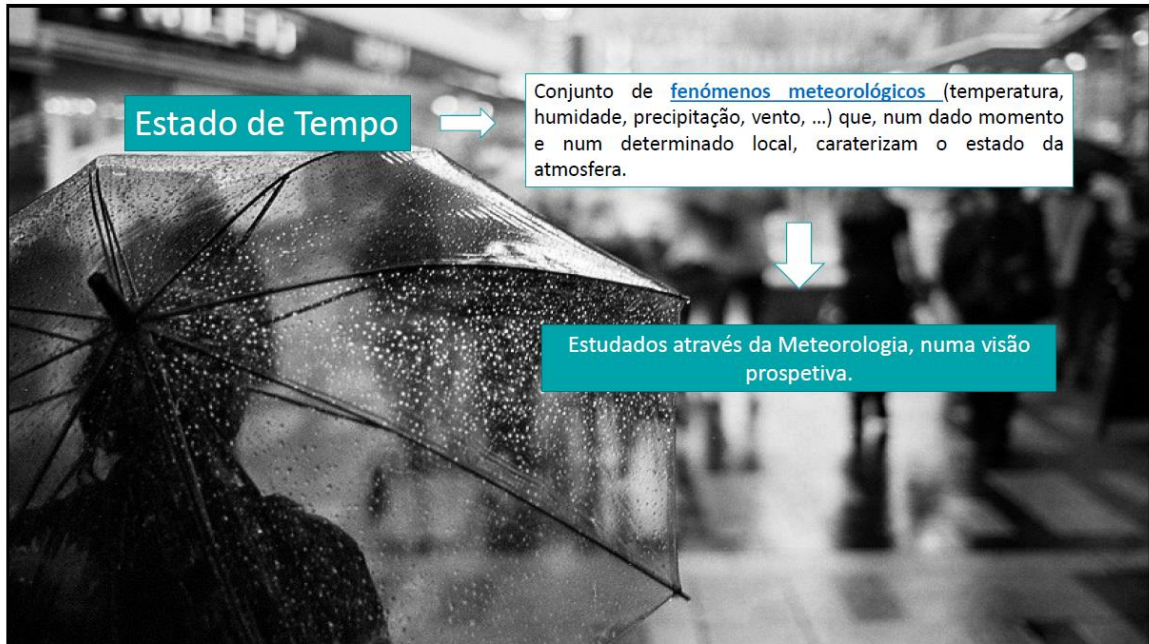 Estado de Tempo
Conjunto de fenómenos meteorológicos (temperatura,
humidade, precipitação, vento, ...) que, num dado momento
e num determinado local, caraterizam o estado da
atmosfera.
Estudados através da Meteorologia, numa visão
prospetiva.